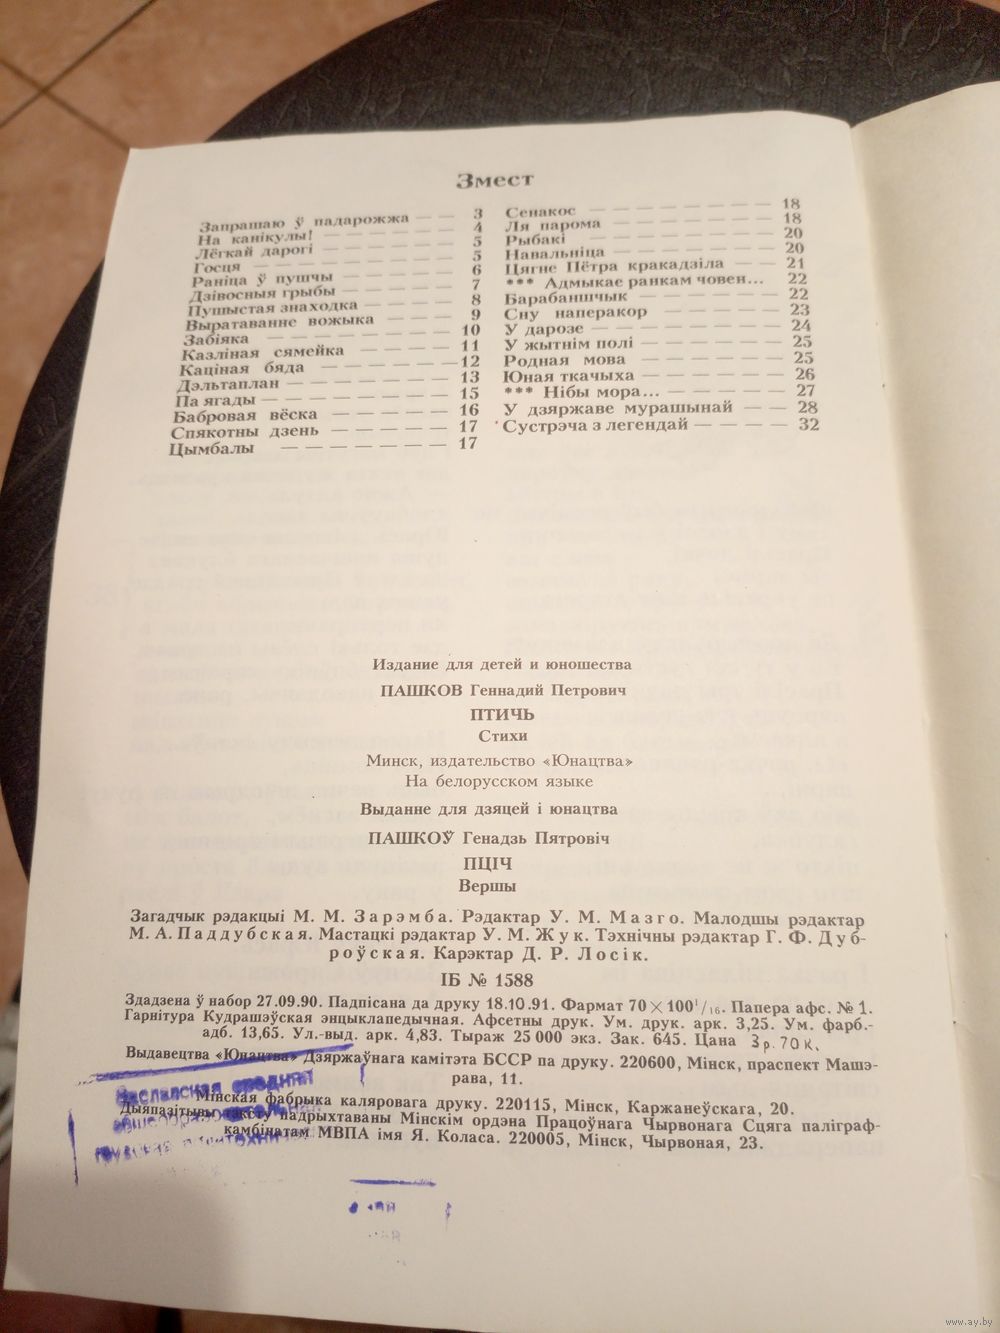 Змест
Запрашаю ў падарожжа — — 3
На канікулы! — — — — — 4
Лёгкай дарогі — — — — — 5
Госця — — — — — — — 5
Раніца ў пушчы — — — — 6
Дзівосныя грыбы — — — — 7
Пушыстая знаходка — — — 8
Выратаванне вожыка — — — 9
Забіяка — — — — — — — 10
Казліная сямейка — — — — 11
Каціная бяда — — — — — 12
Дэльтаплан — — — — — — 13
Па ягады — — — — — — — 15
Бабровая вёска — — — — — 16
Спякотны дзень — — — — — 17
Цымбалы — — — — — — 17
Сенакос — — — — — — — 18
Ля парома — — — — — — 18
Рыбакі — — — — — — — 20
Навальніца — — — — — — 20
Цягне Пётра кракадзіла — — 21
*** Адмыкае ранкам човен... — 22
Барабаншчык — — — — — 22
Сну наперакор — — — — — 23
У дарозе — — — — — — — 24
У жытнім полі — — — — — 25
Родная мова — — — — — 25
Юная ткачыха — — — — — 26
*** Нібы мора... — — — — — 27
У дзяржаве мурашынай — — 28
Сустрэча з легендай — — — — 32
Издание для детей и юношества
ПАШКОВ Геннадий Петрович
ПТИЧЬ
Стихи
Минск, издательство «Юнацтва»
На белорусском языке
Выданне для дзяцей і юнацтва
ПАШКОЎ Генадзь Пятровіч
ПЦІЧ
Вершы
Загадчык рэдакцыі М. М. Зарэмба. Рэдактар У. М. Мазго. Малодшы рэдактар
М. А. Паддубская. Мастацкі рэдактар У. М. Жук. Тэхнічны рэдактар Г. Ф. Дуб-
роўская. Карэктар Д. Р. Лосік.
ІБ № 1588
Здадзена ў набор 27.09.90. Падпісана да друку 18.10.91. Фармат 70×100¹/₁₆. Папера афс. № 1.
Гарнітура Кудрашэўская энцыклапедычная. Афсетны друк. Ум. друк. арк. 3,25. Ум. фарб.-
адб. 13,65. Ул.-выд. арк. 4,83. Тыраж 25 000 экз. Зак. 645. Цана 3р.70к.
Выдавецтва «Юнацтва» Дзяржаўнага камітэта БССР па друку. 220600, Мінск, праспект Машэ-
рава, 11.
Мінская фабрыка каляровага друку. 220115, Мінск, Каржанеўскага, 20.
Дыяпазітывы тэксту падрыхтаваны Мінскім ордэна Працоўнага Чырвонага Сцяга паліграф-
камбінатам МВПА імя Я. Коласа. 220005, Мінск, Чырвоная, 23.
Заславская средняя
www.ay.by